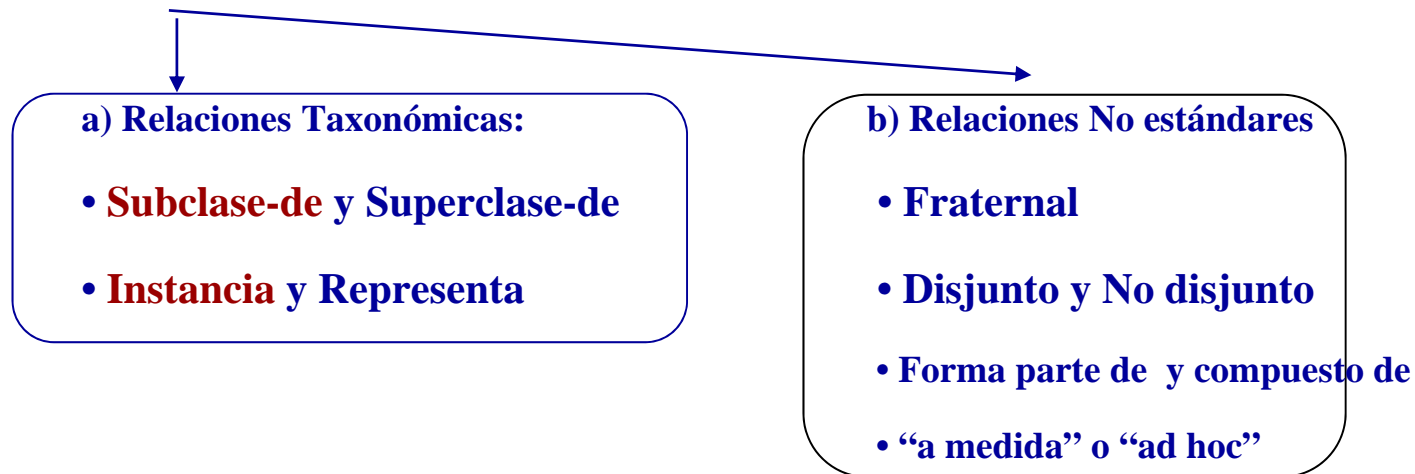 a) Relaciones Taxonómicas:
• Subclase-de y Superclase-de
• Instancia y Representa
b) Relaciones No estándares
• Fraternal
• Disjunto y No disjunto
• Forma parte de y compuesto de
• “a medida” o “ad hoc”